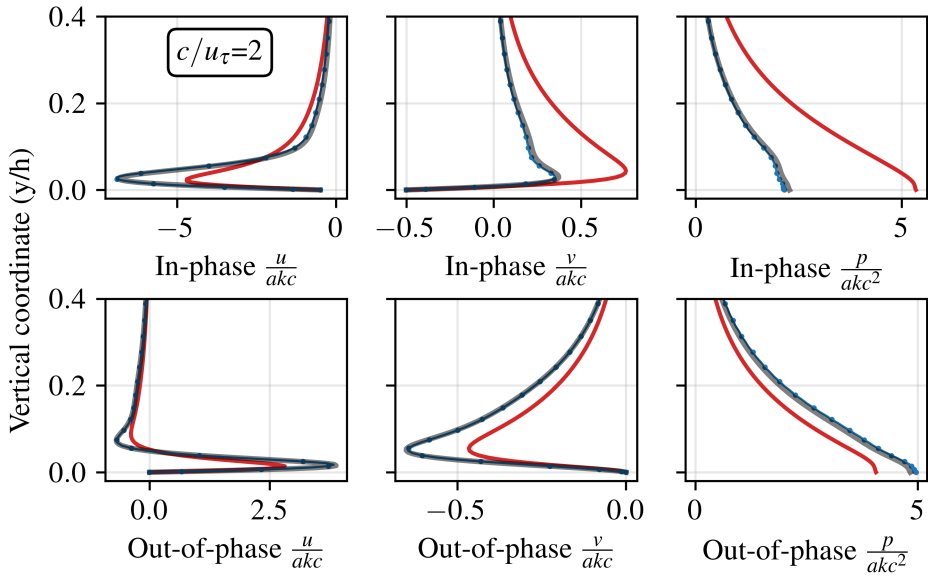 0.4
0.2
0.0
c/u_τ=2
−5
0
−0.5
0.0
0.5
0
5
In-phase u/akc
In-phase v/akc
In-phase p/akc²
Vertical coordinate (y/h)
0.4
0.2
0.0
0.0
2.5
−0.5
0.0
0
5
Out-of-phase u/akc
Out-of-phase v/akc
Out-of-phase p/akc²